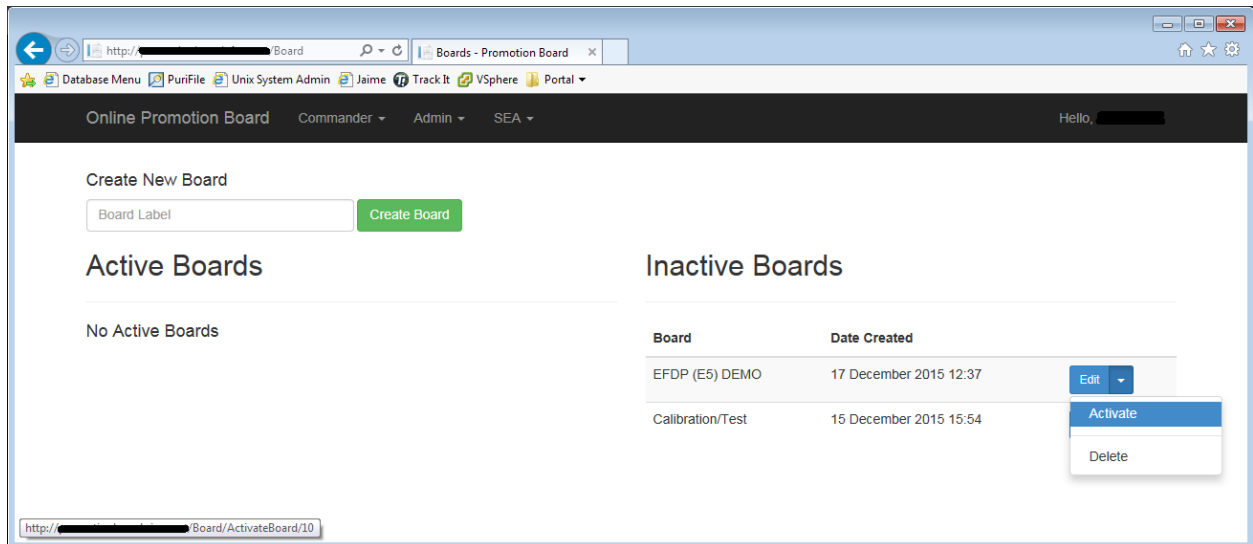 http:// /Board
Boards - Promotion Board
Database Menu PuriFile Unix System Admin Jaime Track It VSphere Portal
Online Promotion Board Commander Admin SEA Hello,
Create New Board
Board Label Create Board
Active Boards
No Active Boards
Inactive Boards
Board Date Created
EFDP (E5) DEMO 17 December 2015 12:37 Edit
Activate
Calibration/Test 15 December 2015 15:54
Delete
http:// /Board/ActivateBoard/10